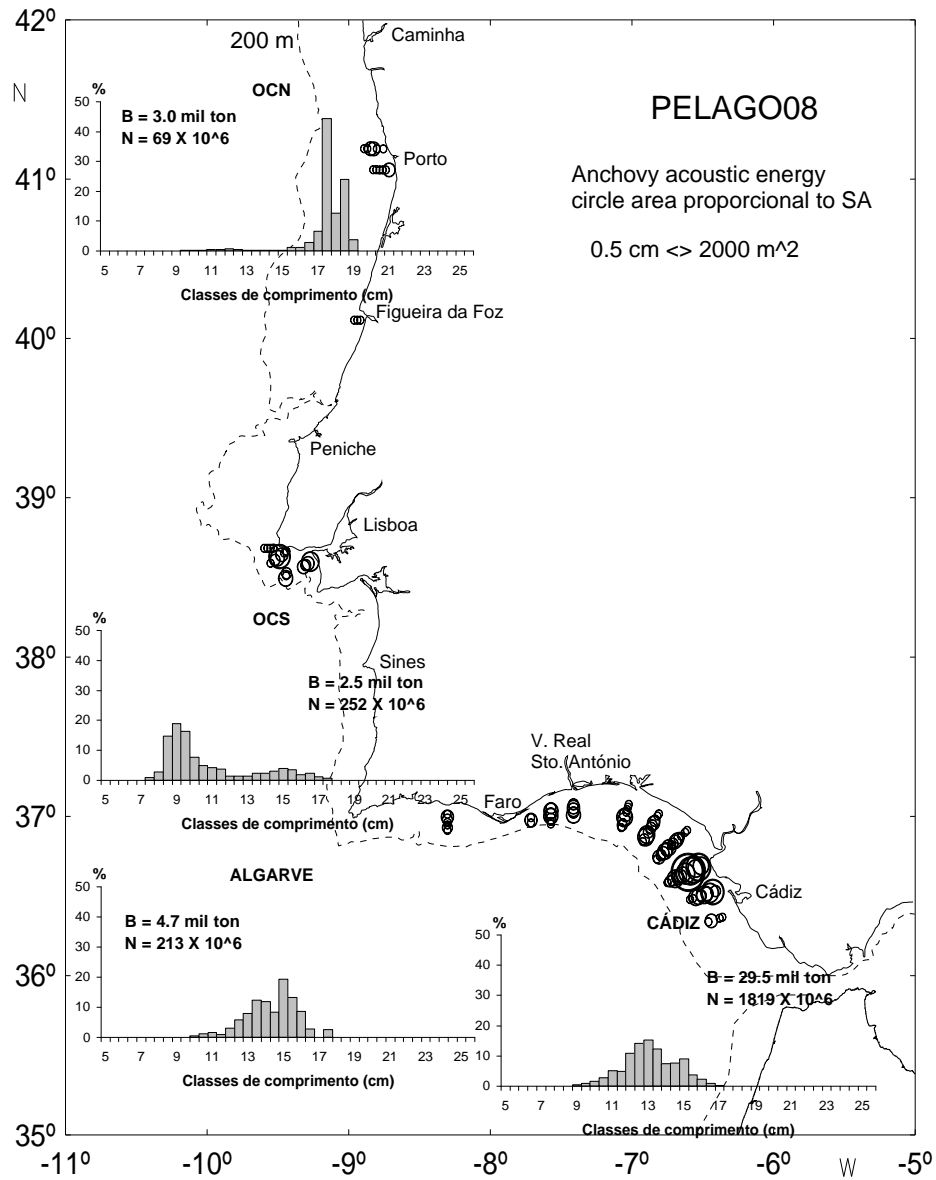 42⁰
41⁰
40⁰
39⁰
38⁰
37⁰
36⁰
35⁰
N
-11⁰ -10⁰ -9⁰ -8⁰ -7⁰ -6⁰ -5⁰
W
200 m
Caminha
Porto
Figueira da Foz
Peniche
Lisboa
Sines
Faro
V. Real
Sto. António
Cádiz
PELAGO08
Anchovy acoustic energy
circle area proporcional to SA
0.5 cm <> 2000 m^2
OCN
%
B = 3.0 mil ton
N = 69 X 10^6
50
40
30
20
10
0
5 7 9 11 13 15 17 19 21 23 25
Classes de comprimento (cm)
OCS
%
B = 2.5 mil ton
N = 252 X 10^6
50
40
30
20
10
0
5 7 9 11 13 15 17 19 21 23 25
ALGARVE
%
B = 4.7 mil ton
N = 213 X 10^6
50
40
30
20
10
0
5 7 9 11 13 15 17 19 21 23 25
Classes de comprimento (cm)
CÁDIZ
%
B = 29.5 mil ton
N = 1819 X 10^6
50
40
30
20
10
0
5 7 9 11 13 15 17 19 21 23 25
Classes de comprimento (cm)